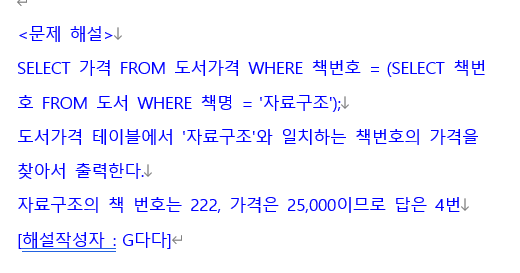 <문제 해설>
SELECT 가격 FROM 도서가격 WHERE 책번호 = (SELECT 책번
호 FROM 도서 WHERE 책명 = '자료구조');
도서가격 테이블에서 '자료구조'와 일치하는 책번호의 가격을
찾아서 출력한다.
자료구조의 책 번호는 222, 가격은 25,000이므로 답은 4번
[해설작성자 : G다다]